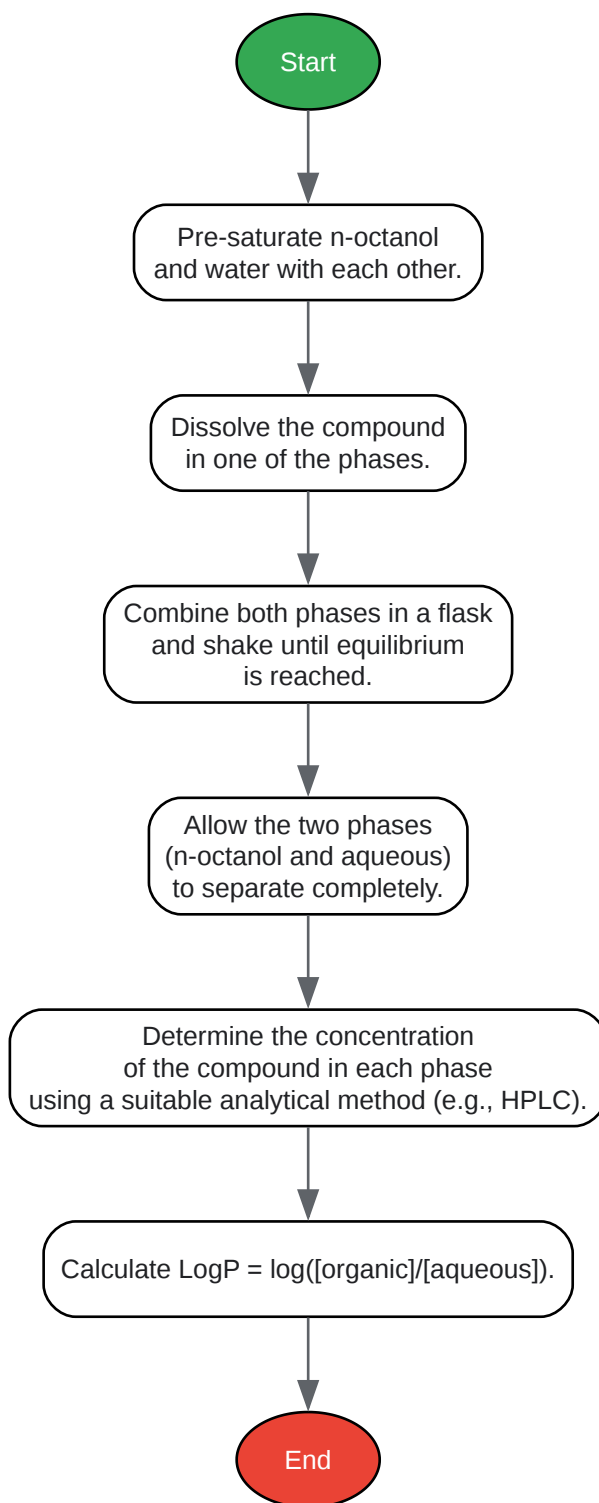 Start
Pre-saturate n-octanol
and water with each other.
Dissolve the compound
in one of the phases.
Combine both phases in a flask
and shake until equilibrium
is reached.
Allow the two phases
(n-octanol and aqueous)
to separate completely.
Determine the concentration
of the compound in each phase
using a suitable analytical method (e.g., HPLC).
Calculate LogP = log([organic]/[aqueous]).
End